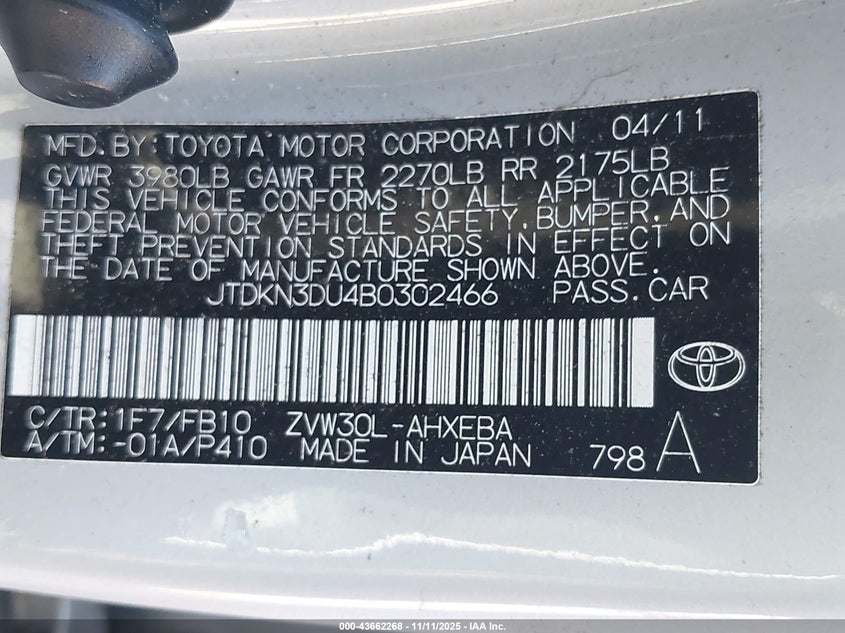 MFD. BY: TOYOTA MOTOR CORPORATION 04/11
GVWR 3980LB GAWR FR 2270LB RR 2175LB
THIS VEHICLE CONFORMS TO ALL APPLICABLE
FEDERAL MOTOR VEHICLE SAFETY, BUMPER, AND
THEFT PREVENTION STANDARDS IN EFFECT ON
THE DATE OF MANUFACTURE SHOWN ABOVE.
JTDKN3DU4B0302466 PASS. CAR
C/TR: 1F7/FB10 ZVW30L-AHXEBA
A/TM: -01A/P410 MADE IN JAPAN 798 A
000-43662268 - 11/11/2025 - IAA Inc.